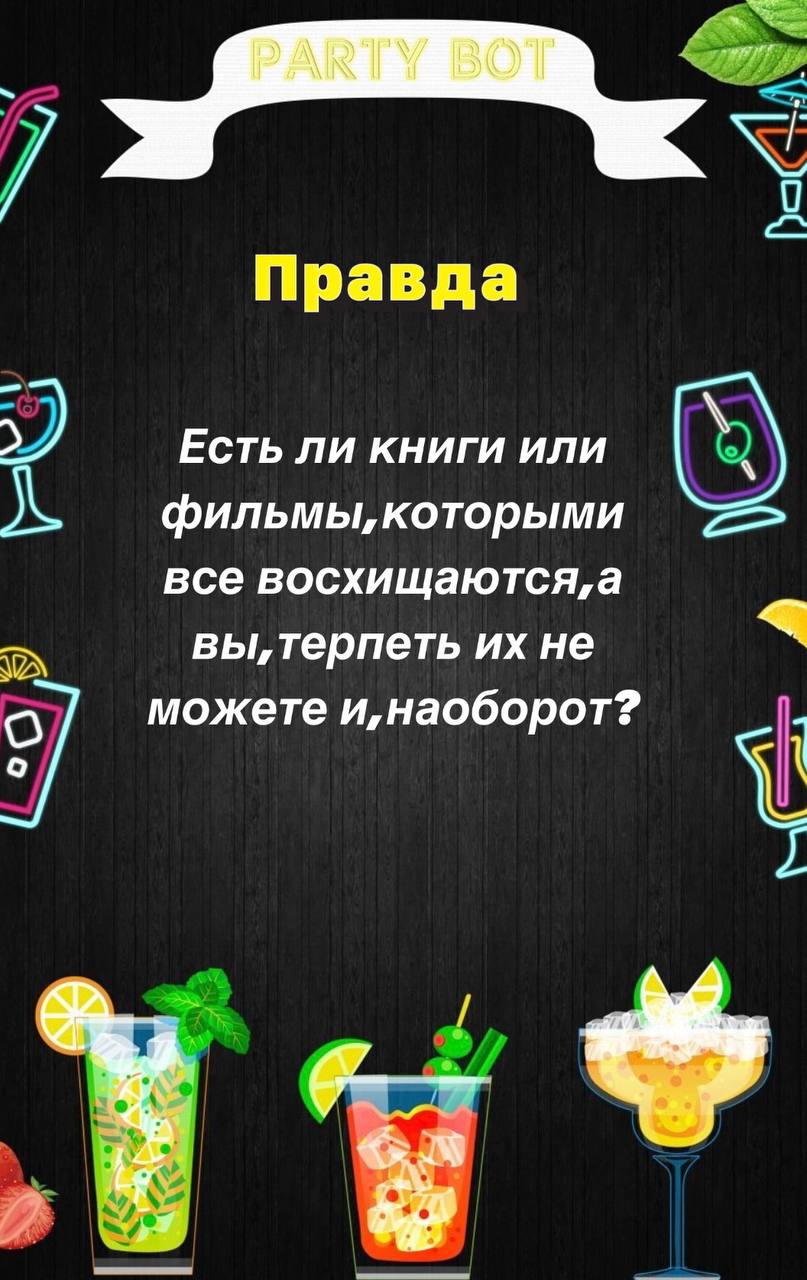 PARTY BOT
Правда
Есть ли книги или
фильмы,которыми
все восхищаются,а
вы,терпеть их не
можете и,наоборот?